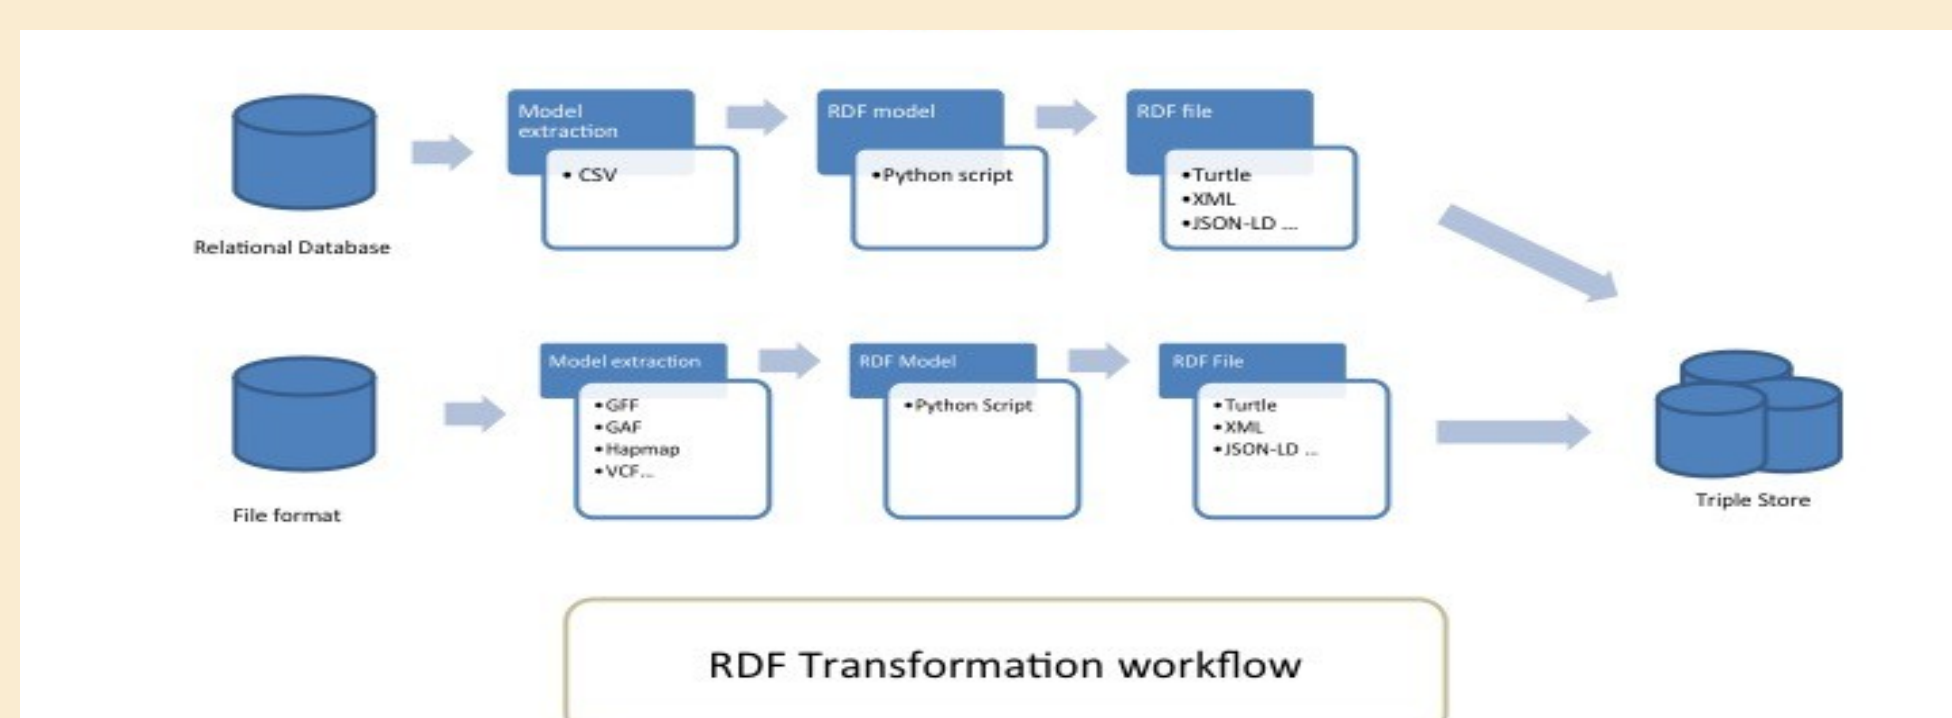 Model
extraction
• CSV
RDF model
•Python script
RDF file
•Turtle
•XML
•JSON-LD ...
Relational Database
Model extraction
•GFF
•GAF
•Hapmap
•VCF...
RDF Model
•Python Script
RDF File
•Turtle
•XML
•JSON-LD ...
File format
Triple Store
RDF Transformation workflow